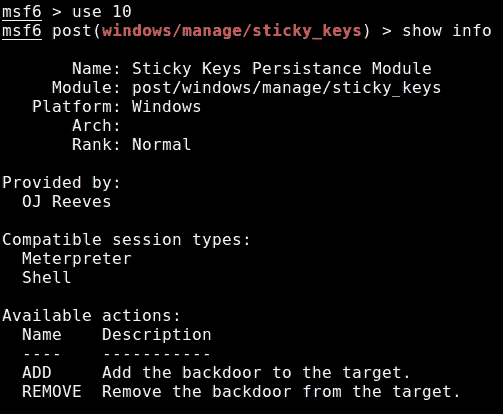 msf6 > use 10
msf6 post(windows/manage/sticky_keys) > show info
Name: Sticky Keys Persistance Module
Module: post/windows/manage/sticky_keys
Platform: Windows
Arch:
Rank: Normal
Provided by:
OJ Reeves
Compatible session types:
Meterpreter
Shell
Available actions:
Name    Description
----    -----------
ADD     Add the backdoor to the target.
REMOVE  Remove the backdoor from the target.